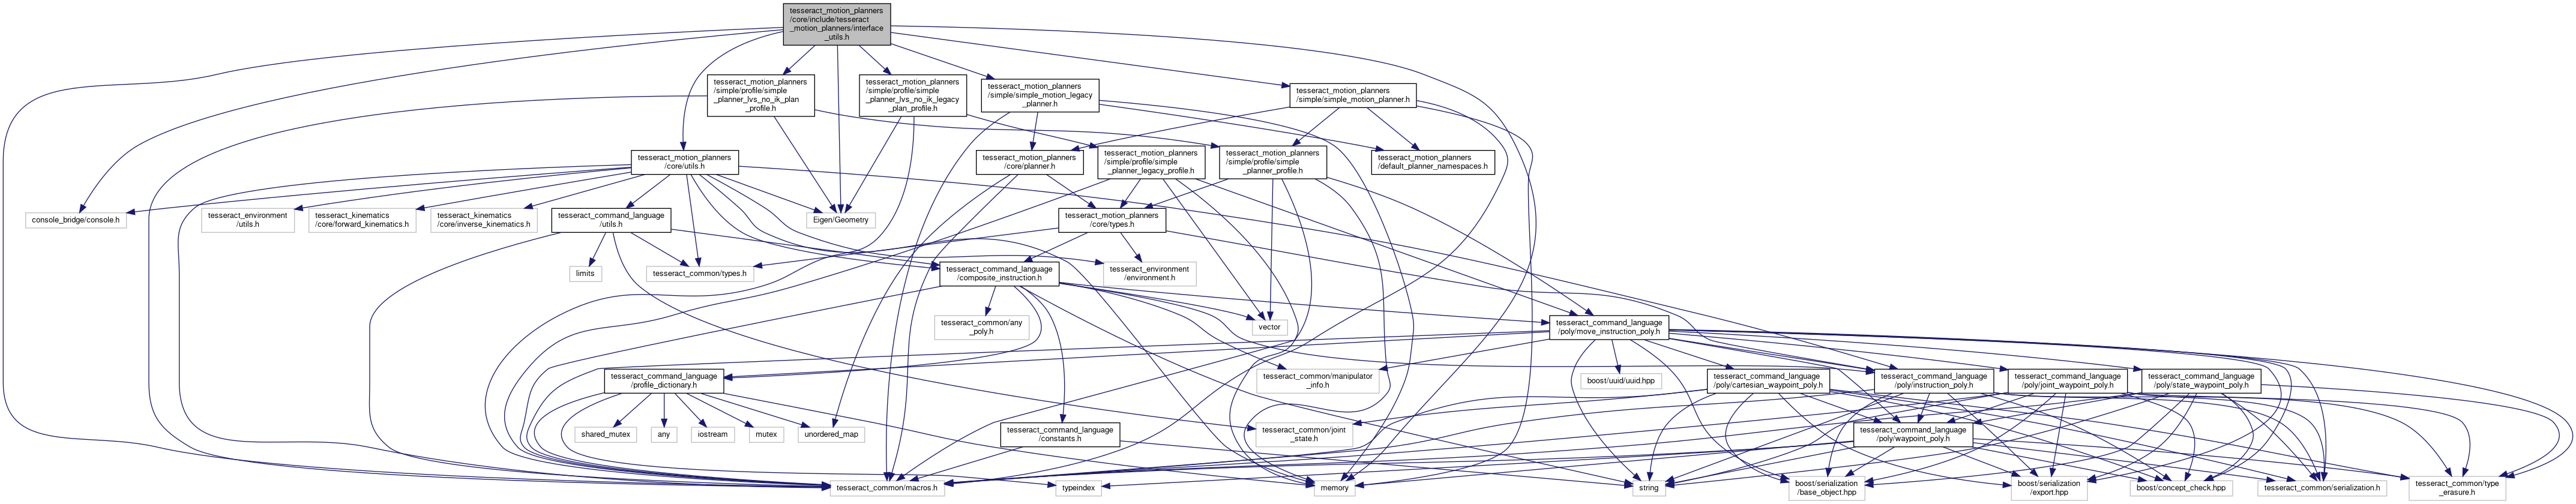 tesseract_motion_planners
/core/include/tesseract
_motion_planners/interface
_utils.h
tesseract_motion_planners
/simple/profile/simple
_planner_lvs_no_ik_plan
_profile.h
tesseract_motion_planners
/simple/profile/simple
_planner_lvs_no_ik_legacy
_plan_profile.h
tesseract_motion_planners
/simple/simple_motion_legacy
_planner.h
tesseract_motion_planners
/simple/simple_motion_planner.h
tesseract_motion_planners
/core/utils.h
tesseract_motion_planners
/core/planner.h
tesseract_motion_planners
/simple/profile/simple
_planner_legacy_profile.h
tesseract_motion_planners
/simple/profile/simple
_planner_profile.h
tesseract_motion_planners
/default_planner_namespaces.h
console_bridge/console.h
tesseract_environment
/utils.h
tesseract_kinematics
/core/forward_kinematics.h
tesseract_kinematics
/core/inverse_kinematics.h
tesseract_command_language
/utils.h
Eigen/Geometry
tesseract_motion_planners
/core/types.h
limits
tesseract_common/types.h
tesseract_command_language
/composite_instruction.h
tesseract_environment
/environment.h
tesseract_common/any
_poly.h
vector
tesseract_command_language
/poly/move_instruction_poly.h
tesseract_command_language
/profile_dictionary.h
tesseract_common/manipulator
_info.h
boost/uuid/uuid.hpp
tesseract_command_language
/poly/cartesian_waypoint_poly.h
tesseract_command_language
/poly/instruction_poly.h
tesseract_command_language
/poly/joint_waypoint_poly.h
tesseract_command_language
/poly/state_waypoint_poly.h
shared_mutex
any
iostream
mutex
unordered_map
tesseract_command_language
/constants.h
tesseract_common/joint
_state.h
tesseract_command_language
/poly/waypoint_poly.h
tesseract_common/macros.h
typeindex
memory
string
boost/serialization
/base_object.hpp
boost/serialization
/export.hpp
boost/concept_check.hpp
tesseract_common/serialization.h
tesseract_common/type
_erasure.h